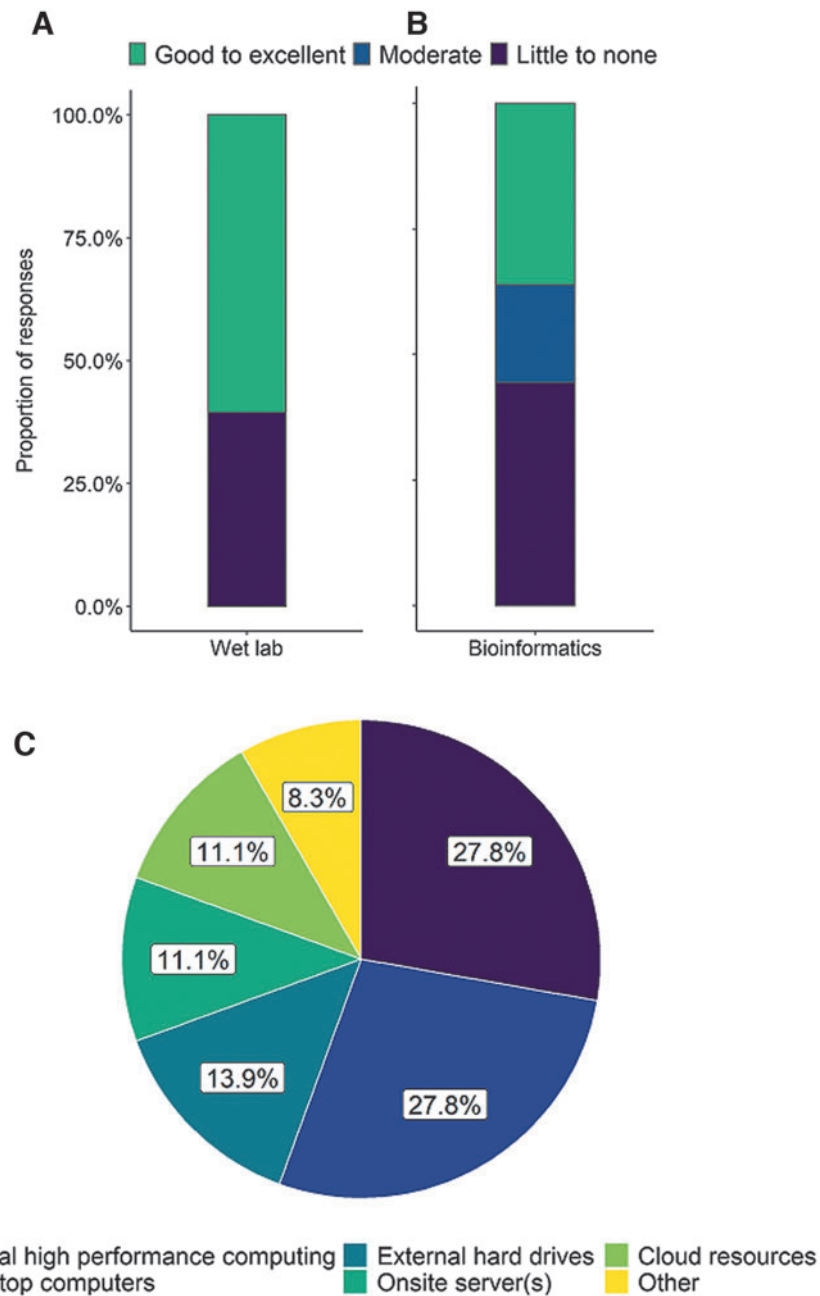 A
B
Good to excellent Moderate Little to none
Proportion of responses
100.0%
75.0%
50.0%
25.0%
0.0%
Wet lab
Bioinformatics
C
8.3%
27.8%
11.1%
11.1%
13.9%
27.8%
al high performance computing External hard drives Cloud resources
top computers Onsite server(s) Other